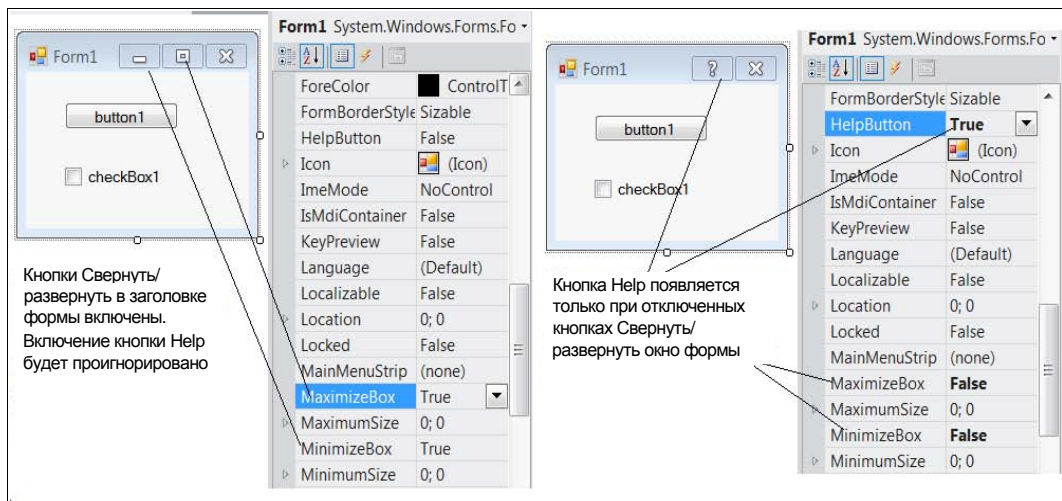 Form1
button1
checkBox1
Кнопки Свернуть/
развернуть в заголовке
формы включены.
Включение кнопки Help
будет проигнорировано
Form1 System.Windows.Forms.Fo
ForeColor ControlT
FormBorderStyle Sizable
HelpButton False
Icon (Icon)
ImeMode NoControl
IsMdiContainer False
KeyPreview False
Language (Default)
Localizable False
Location 0; 0
Locked False
MainMenuStrip (none)
MaximizeBox True
MaximumSize 0; 0
MinimizeBox True
MinimumSize 0; 0
Form1
button1
checkBox1
Кнопка Help появляется
только при отключенных
кнопках Свернуть/
развернуть окно формы
Form1 System.Windows.Forms.Fo
FormBorderStyle Sizable
HelpButton True
Icon (Icon)
ImeMode NoControl
IsMdiContainer False
KeyPreview False
Language (Default)
Localizable False
Location 0; 0
Locked False
MainMenuStrip (none)
MaximizeBox False
MaximumSize 0; 0
MinimizeBox False
MinimumSize 0; 0